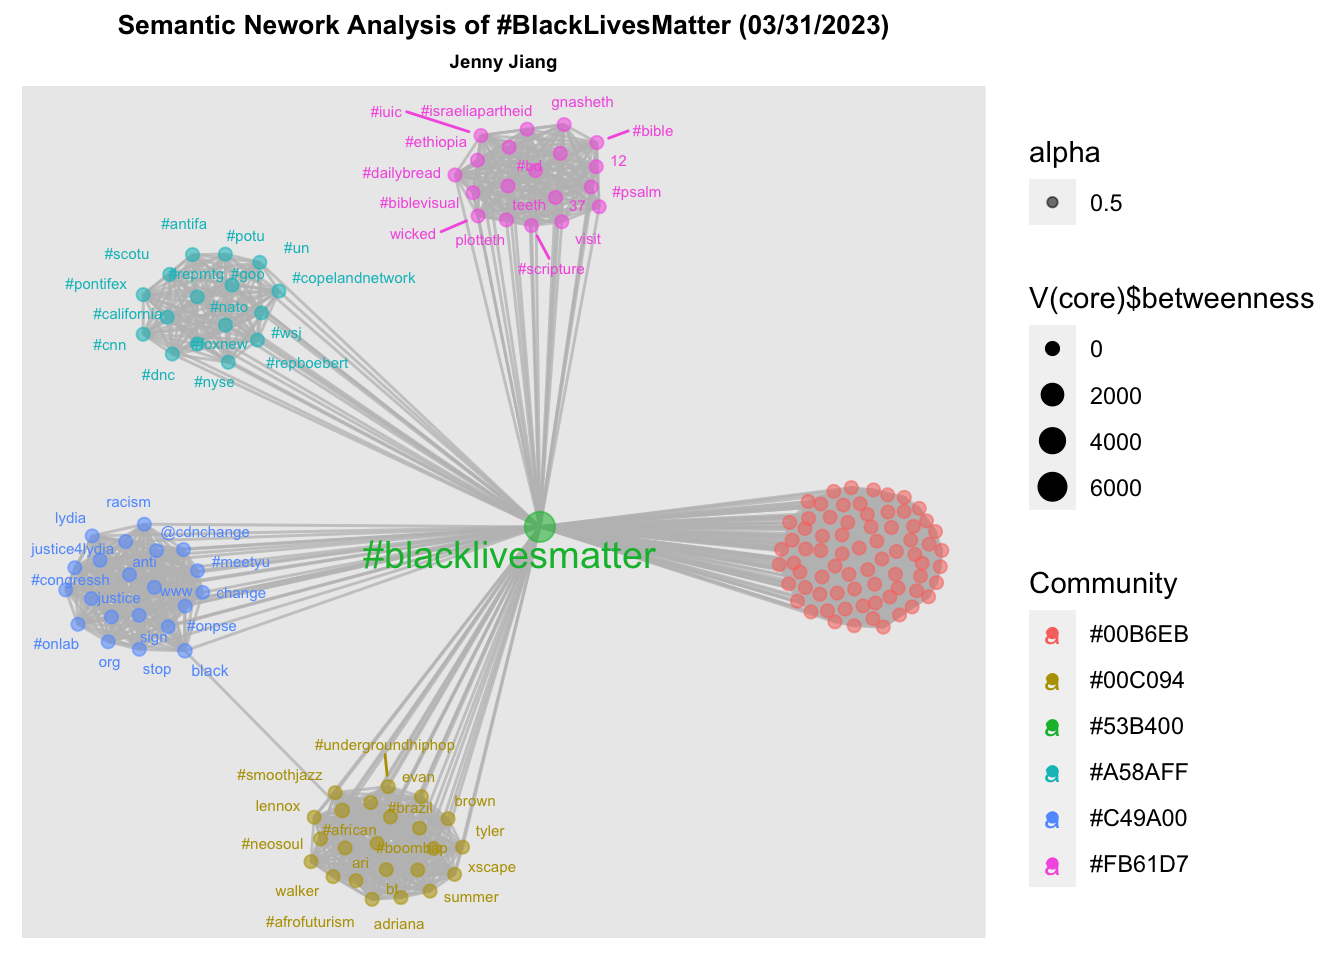 Semantic Nework Analysis of #BlackLivesMatter (03/31/2023)
Jenny Jiang
#iuic
#israeliapartheid
gnasheth
#bible
#ethiopia
12
#bd
#dailybread
#psalm
#biblevisual
teeth
37
wicked
plotteth
visit
#scripture
#antifa
#potu
#un
#scotu
#repmtg
#gop
#copelandnetwork
#pontifex
#california
#nato
#wsj
#cnn
#foxnew
#repboebert
#dnc
#nyse
racism
lydia
@cdnchange
justice4lydia
anti
#meetyu
#congressh
justice
www
change
#onlab
sign
#onpse
org
stop
black
#blacklivesmatter
#undergroundhiphop
#smoothjazz
evan
lennox
#brazil
brown
#african
tyler
#neosoul
#boombap
ari
xscape
walker
bt
summer
#afrofuturism
adriana
alpha
0.5
V(core)$betweenness
0
2000
4000
6000
Community
a #00B6EB
a #00C094
a #53B400
a #A58AFF
a #C49A00
a #FB61D7